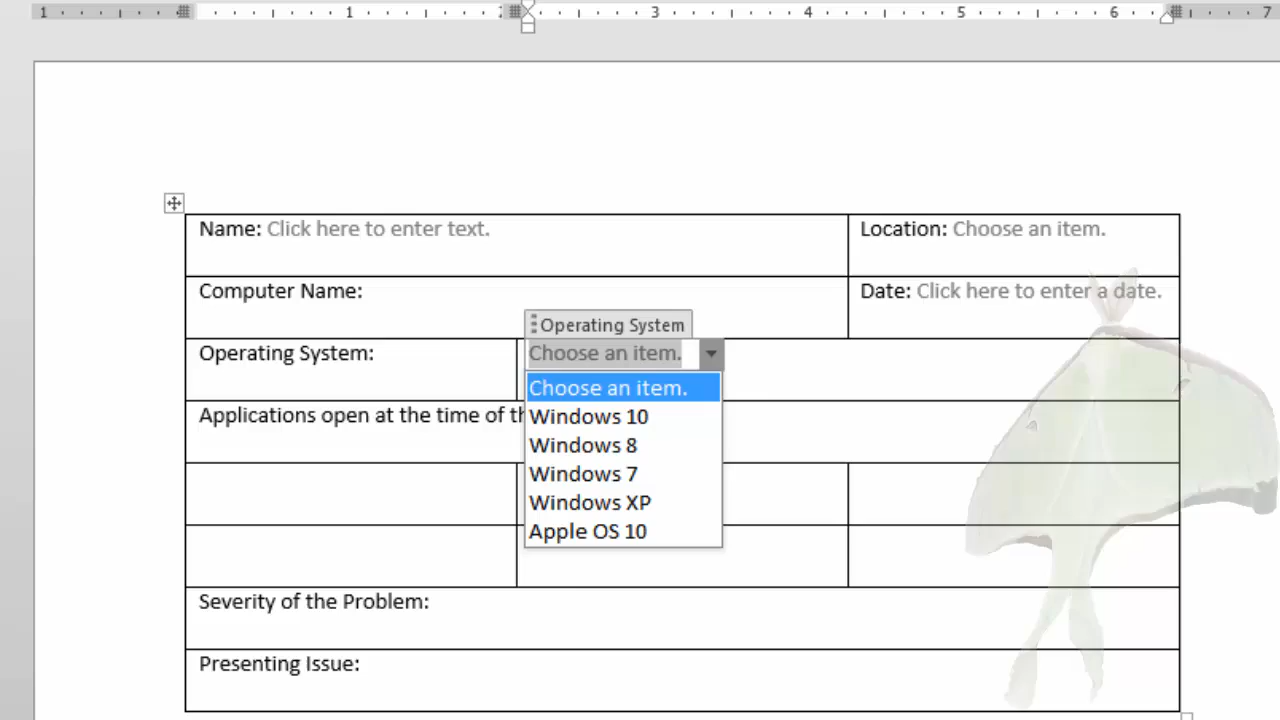 1 1 2 3 4 5 6 7
Name: Click here to enter text. Location: Choose an item.
Computer Name: Date: Click here to enter a date.
Operating System
Operating System: Choose an item.
Choose an item.
Windows 10
Applications open at the time of th
Windows 8
Windows 7
Windows XP
Apple OS 10
Severity of the Problem:
Presenting Issue: